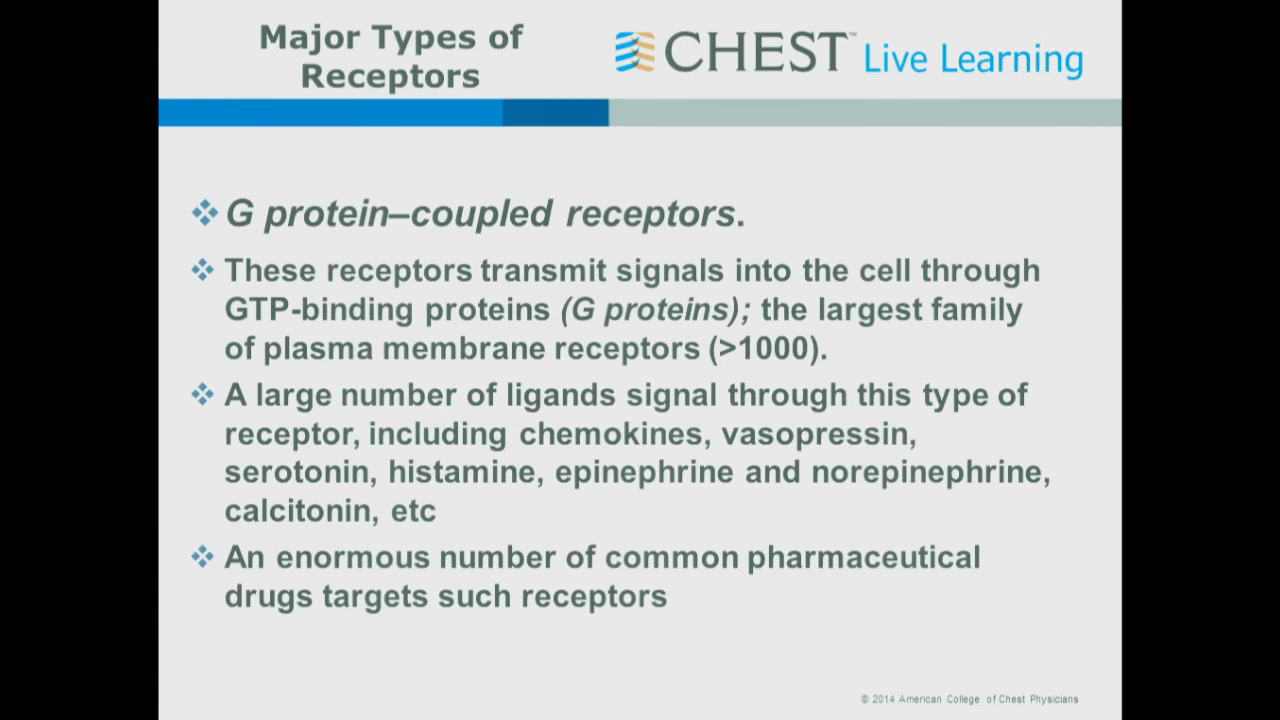 Major Types of
Receptors
CHEST™ Live Learning
G protein–coupled receptors.
These receptors transmit signals into the cell through
GTP-binding proteins (G proteins); the largest family
of plasma membrane receptors (>1000).
A large number of ligands signal through this type of
receptor, including chemokines, vasopressin,
serotonin, histamine, epinephrine and norepinephrine,
calcitonin, etc
An enormous number of common pharmaceutical
drugs targets such receptors
© 2014 American College of Chest Physicians